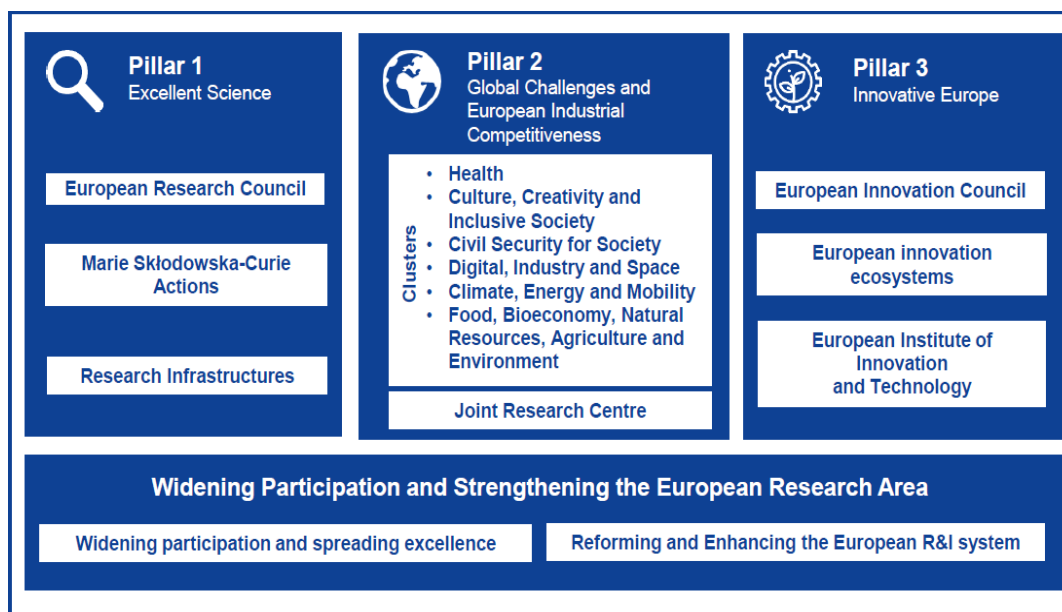 Pillar 1
Excellent Science
European Research Council
Marie Skłodowska-Curie
Actions
Research Infrastructures
Pillar 2
Global Challenges and
European Industrial
Competitiveness
Clusters
• Health
• Culture, Creativity and
Inclusive Society
• Civil Security for Society
• Digital, Industry and Space
• Climate, Energy and Mobility
• Food, Bioeconomy, Natural
Resources, Agriculture and
Environment
Joint Research Centre
Pillar 3
Innovative Europe
European Innovation Council
European innovation
ecosystems
European Institute of
Innovation
and Technology
Widening Participation and Strengthening the European Research Area
Widening participation and spreading excellence
Reforming and Enhancing the European R&I system